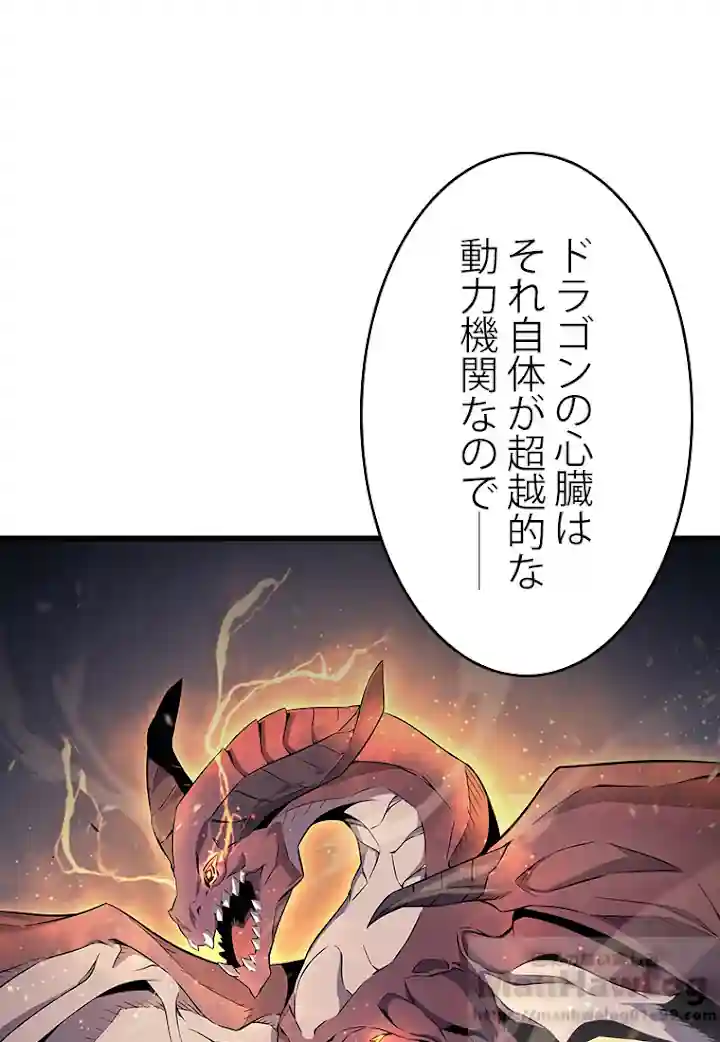 ドラゴンの心臓は
それ自体が超越的な
動力機関なので――